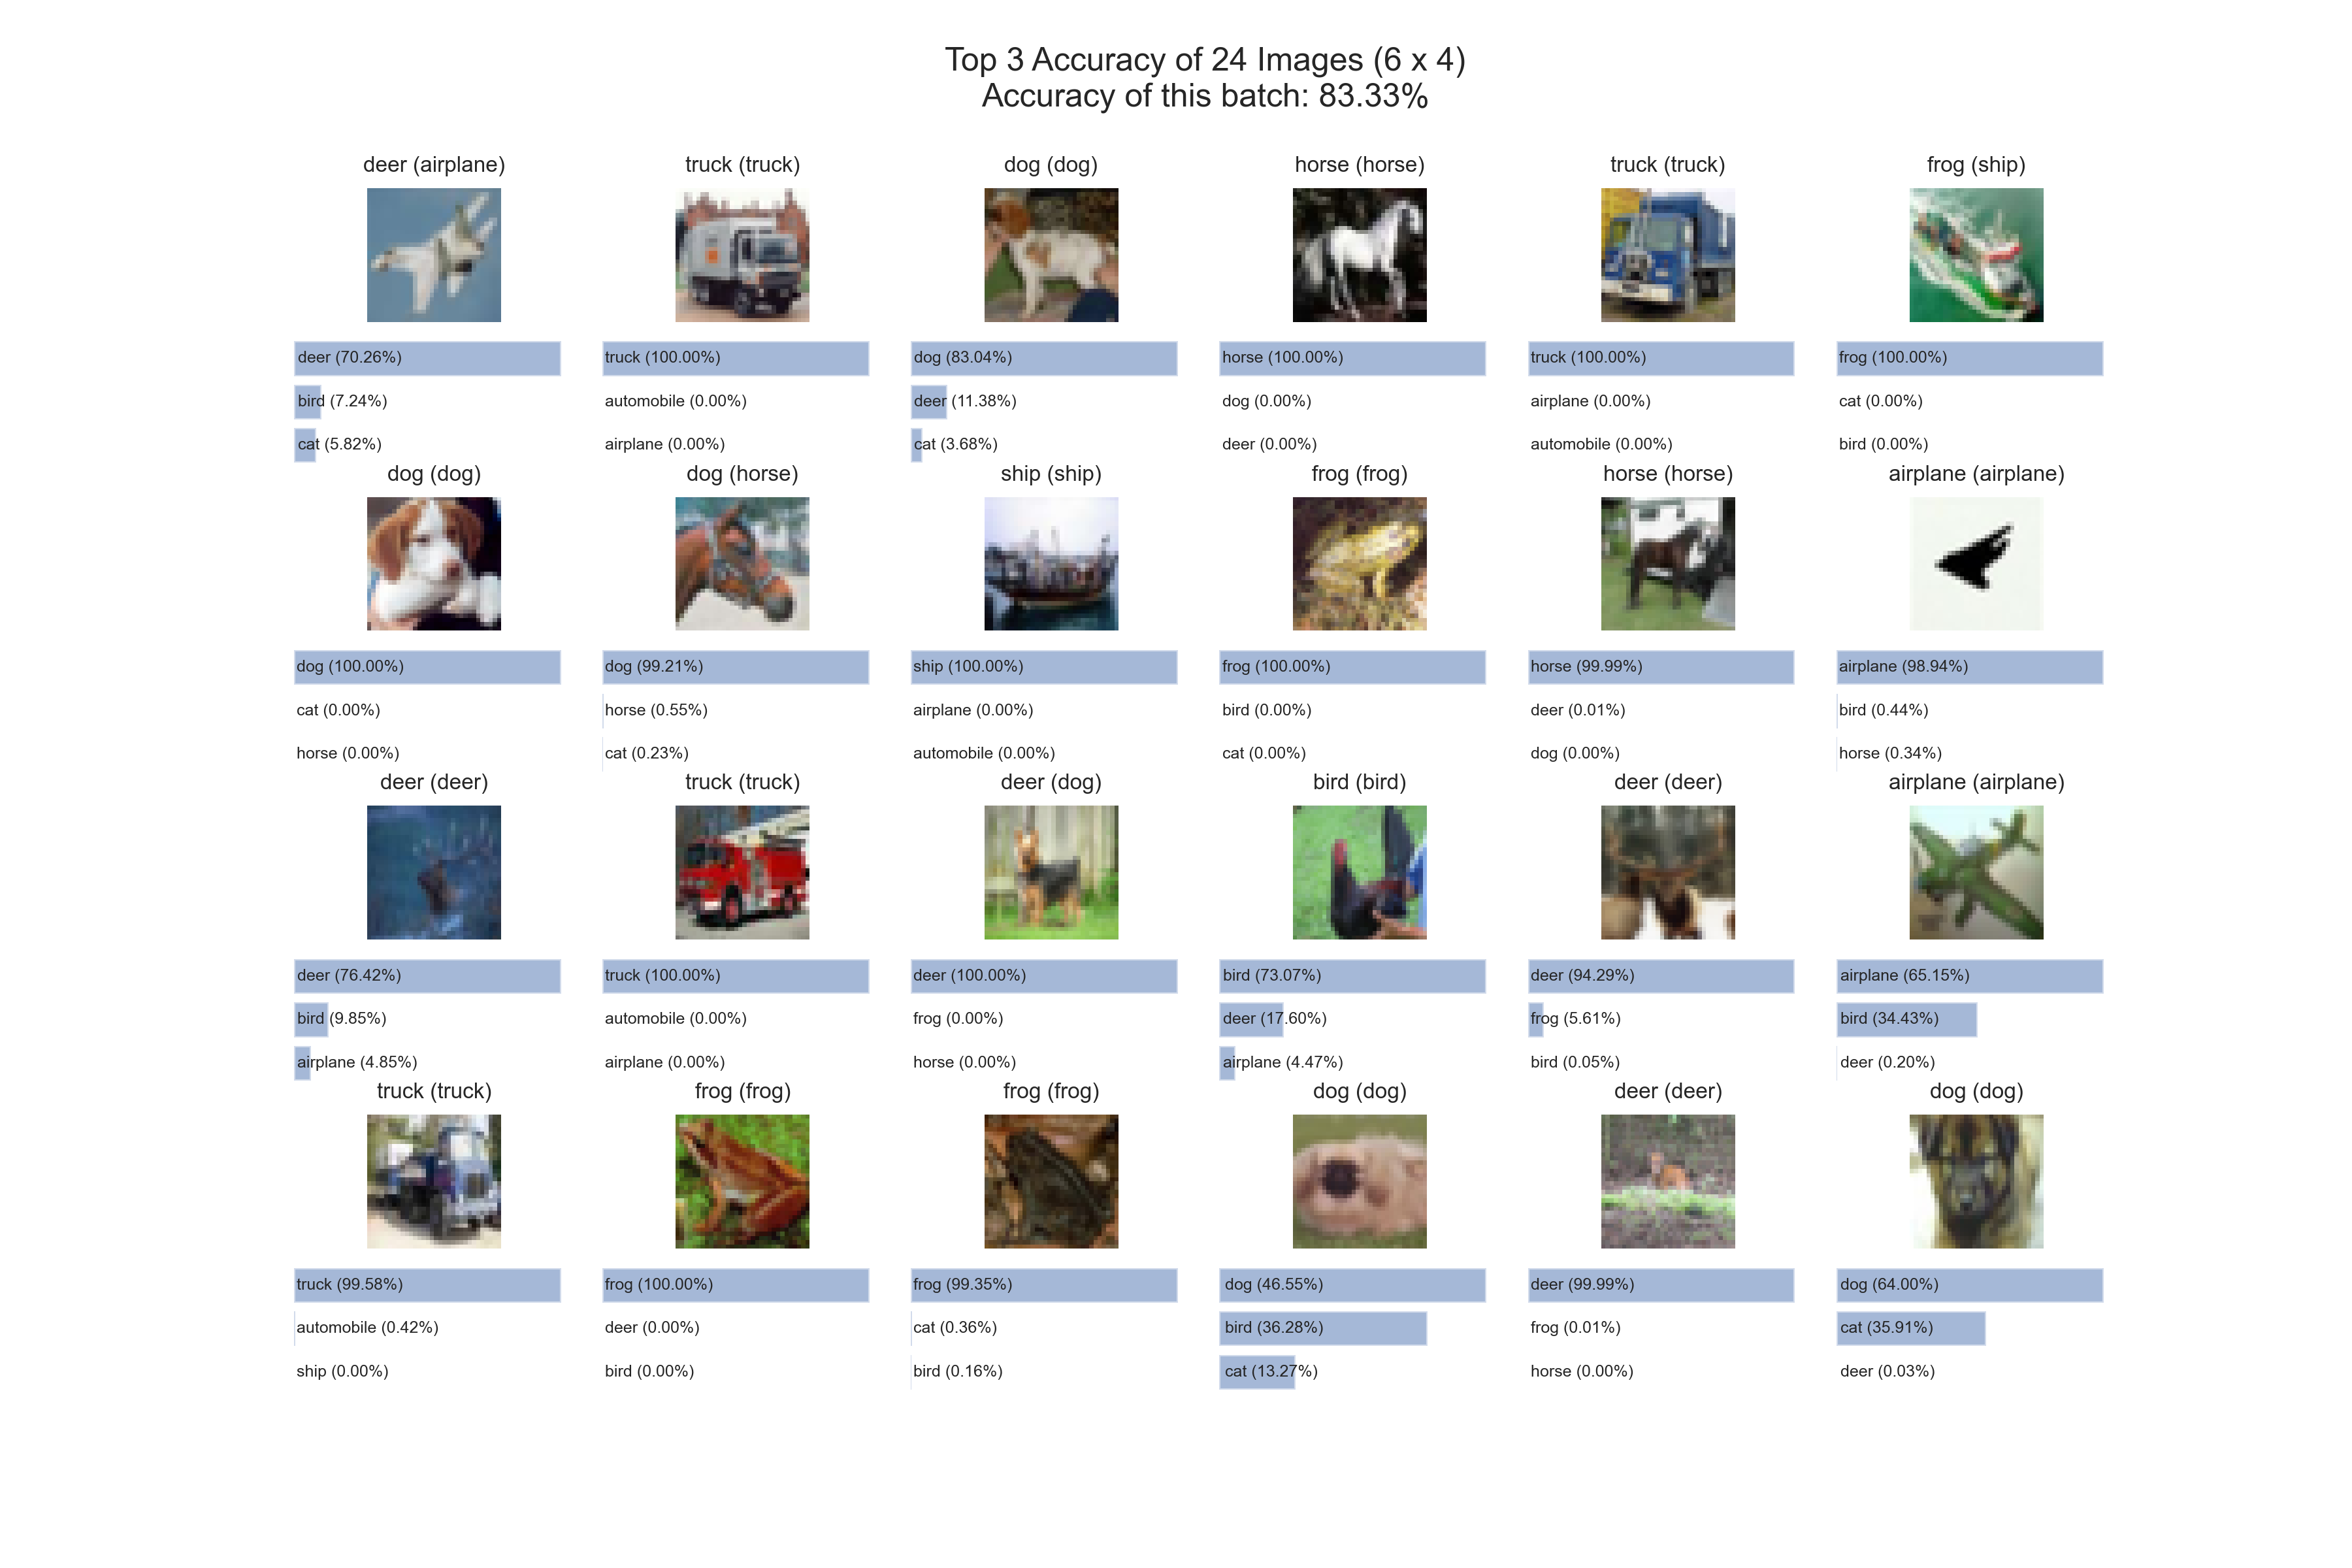 Top 3 Accuracy of 24 Images (6 x 4)
Accuracy of this batch: 83.33%
deer (airplane)
deer (70.26%)
bird (7.24%)
cat (5.82%)
truck (truck)
truck (100.00%)
automobile (0.00%)
airplane (0.00%)
dog (dog)
dog (83.04%)
deer (11.38%)
cat (3.68%)
horse (horse)
horse (100.00%)
dog (0.00%)
deer (0.00%)
truck (truck)
truck (100.00%)
airplane (0.00%)
automobile (0.00%)
frog (ship)
frog (100.00%)
cat (0.00%)
bird (0.00%)
dog (dog)
dog (100.00%)
cat (0.00%)
horse (0.00%)
dog (horse)
dog (99.21%)
horse (0.55%)
cat (0.23%)
ship (ship)
ship (100.00%)
airplane (0.00%)
automobile (0.00%)
frog (frog)
frog (100.00%)
bird (0.00%)
cat (0.00%)
horse (horse)
horse (99.99%)
deer (0.01%)
dog (0.00%)
airplane (airplane)
airplane (98.94%)
bird (0.44%)
horse (0.34%)
deer (deer)
deer (76.42%)
bird (9.85%)
airplane (4.85%)
truck (truck)
truck (100.00%)
automobile (0.00%)
airplane (0.00%)
deer (dog)
deer (100.00%)
frog (0.00%)
horse (0.00%)
bird (bird)
bird (73.07%)
deer (17.60%)
airplane (4.47%)
deer (deer)
deer (94.29%)
frog (5.61%)
bird (0.05%)
airplane (airplane)
airplane (65.15%)
bird (34.43%)
deer (0.20%)
truck (truck)
truck (99.58%)
automobile (0.42%)
ship (0.00%)
frog (frog)
frog (100.00%)
deer (0.00%)
bird (0.00%)
frog (frog)
frog (99.35%)
cat (0.36%)
bird (0.16%)
dog (dog)
dog (46.55%)
bird (36.28%)
cat (13.27%)
deer (deer)
deer (99.99%)
frog (0.01%)
horse (0.00%)
dog (dog)
dog (64.00%)
cat (35.91%)
deer (0.03%)